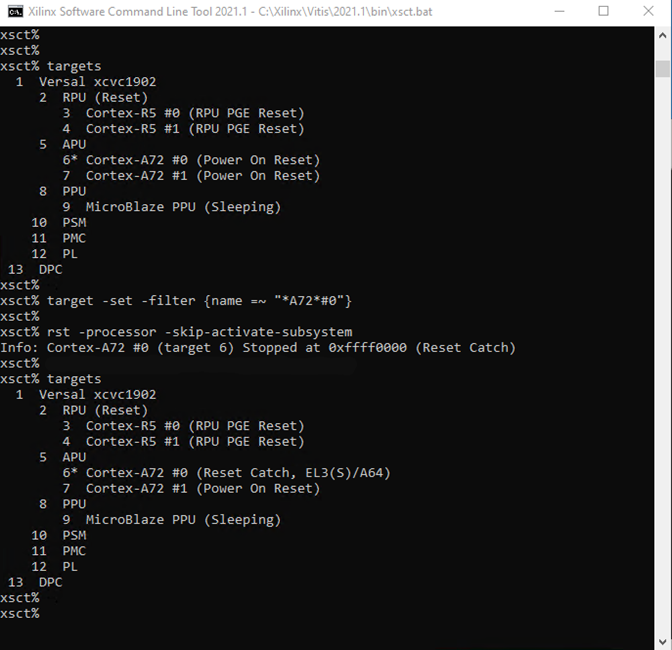 Xilinx Software Command Line Tool 2021.1 - C:\Xilinx\Vitis\2021.1\bin\xsct.bat
xsct%
xsct%
xsct% targets
  1  Versal xcvc1902
     2  RPU (Reset)
        3  Cortex-R5 #0 (RPU PGE Reset)
        4  Cortex-R5 #1 (RPU PGE Reset)
     5  APU
        6* Cortex-A72 #0 (Power On Reset)
        7  Cortex-A72 #1 (Power On Reset)
     8  PPU
        9  MicroBlaze PPU (Sleeping)
    10  PSM
    11  PMC
    12  PL
 13  DPC
xsct%
xsct% target -set -filter {name =~ "*A72*#0"}
xsct%
xsct% rst -processor -skip-activate-subsystem
Info: Cortex-A72 #0 (target 6) Stopped at 0xffff0000 (Reset Catch)
xsct%
xsct% targets
  1  Versal xcvc1902
     2  RPU (Reset)
        3  Cortex-R5 #0 (RPU PGE Reset)
        4  Cortex-R5 #1 (RPU PGE Reset)
     5  APU
        6* Cortex-A72 #0 (Reset Catch, EL3(S)/A64)
        7  Cortex-A72 #1 (Power On Reset)
     8  PPU
        9  MicroBlaze PPU (Sleeping)
    10  PSM
    11  PMC
    12  PL
 13  DPC
xsct%
xsct%